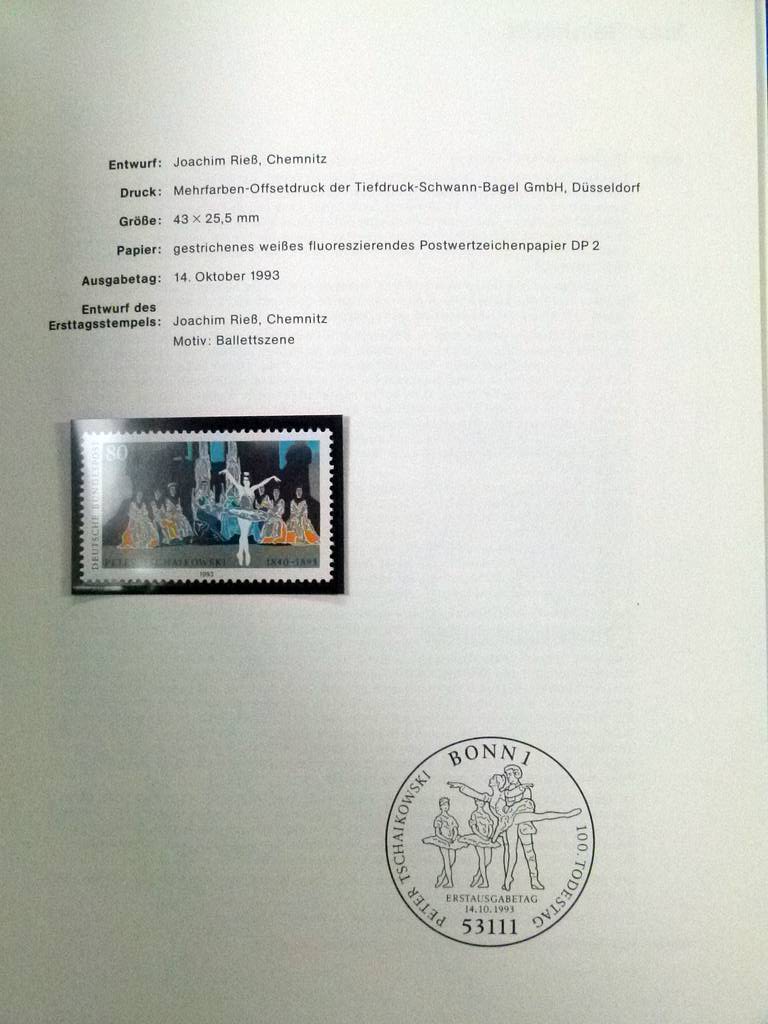 Entwurf: Joachim Rieß, Chemnitz
Druck: Mehrfarben-Offsetdruck der Tiefdruck-Schwann-Bagel GmbH, Düsseldorf
Größe: 43 × 25,5 mm
Papier: gestrichenes weißes fluoreszierendes Postwertzeichenpapier DP 2
Ausgabetag: 14. Oktober 1993
Entwurf des
Ersttagsstempels: Joachim Rieß, Chemnitz
Motiv: Ballettszene
80
DEUTSCHE BUNDESPOST
PETER TSCHAIKOWSKI 1840-1893
1993
BONN 1
PETER TSCHAIKOWSKI
100. TODESTAG
ERSTAUSGABETAG
14.10.1993
53111